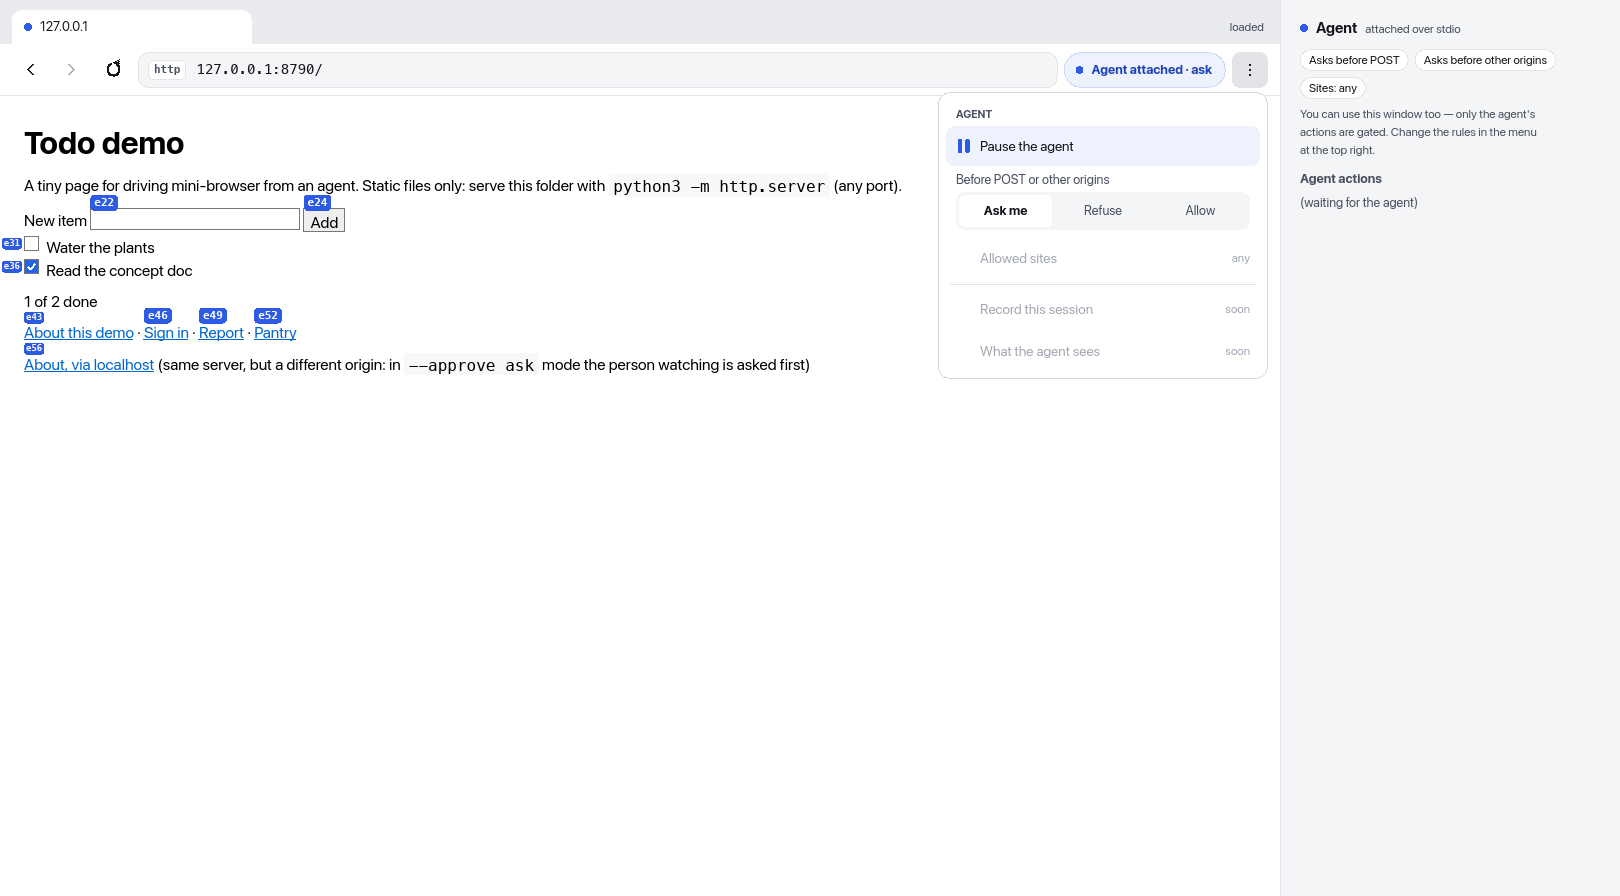 127.0.0.1
loaded
http 127.0.0.1:8790/
Agent attached · ask
AGENT
Pause the agent
Before POST or other origins
Ask me Refuse Allow
Allowed sites any
Record this session soon
What the agent sees soon
Todo demo
A tiny page for driving mini-browser from an agent. Static files only: serve this folder with python3 -m http.server (any port).
e22 e24
New item Add
e31 Water the plants
e36 Read the concept doc
1 of 2 done
e43 e46 e49 e52
About this demo · Sign in · Report · Pantry
e56
About, via localhost (same server, but a different origin: in --approve ask mode the person watching is asked first)
Agent attached over stdio
Asks before POST Asks before other origins
Sites: any
You can use this window too — only the agent's
actions are gated. Change the rules in the menu
at the top right.
Agent actions
(waiting for the agent)